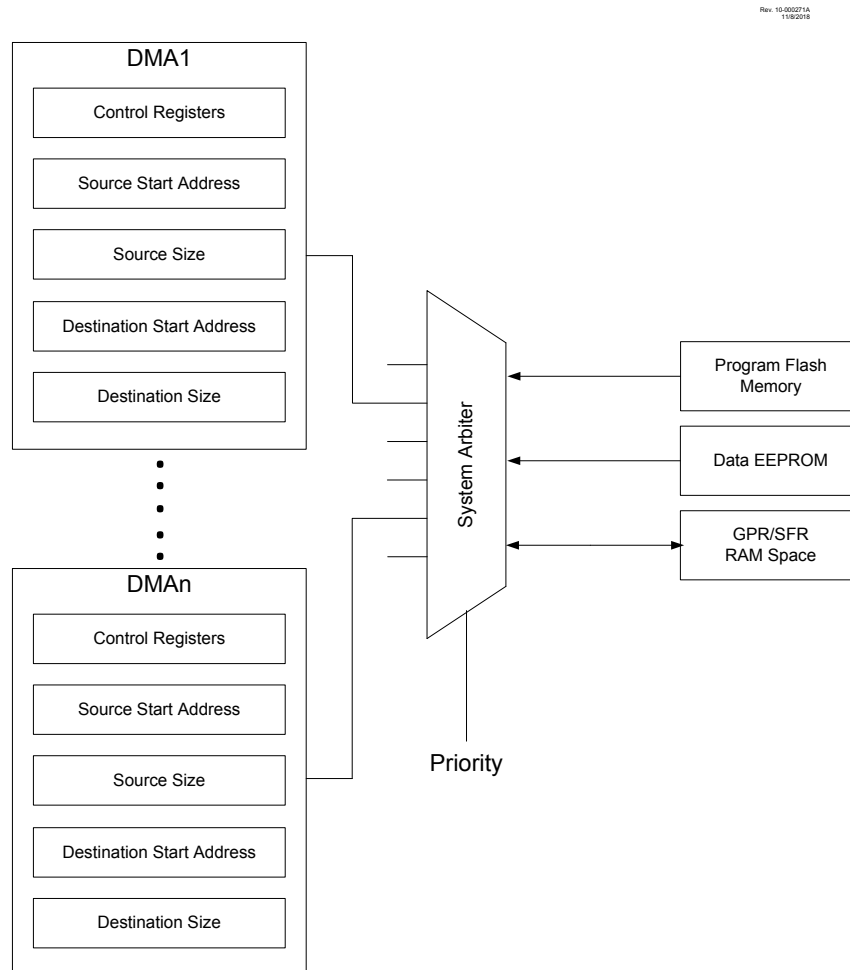 Rev. 10-000271A
11/8/2018
DMA1
Control Registers
Source Start Address
Source Size
Destination Start Address
Destination Size
DMAn
Control Registers
Source Start Address
Source Size
Destination Start Address
Destination Size
System Arbiter
Priority
Program Flash
Memory
Data EEPROM
GPR/SFR
RAM Space